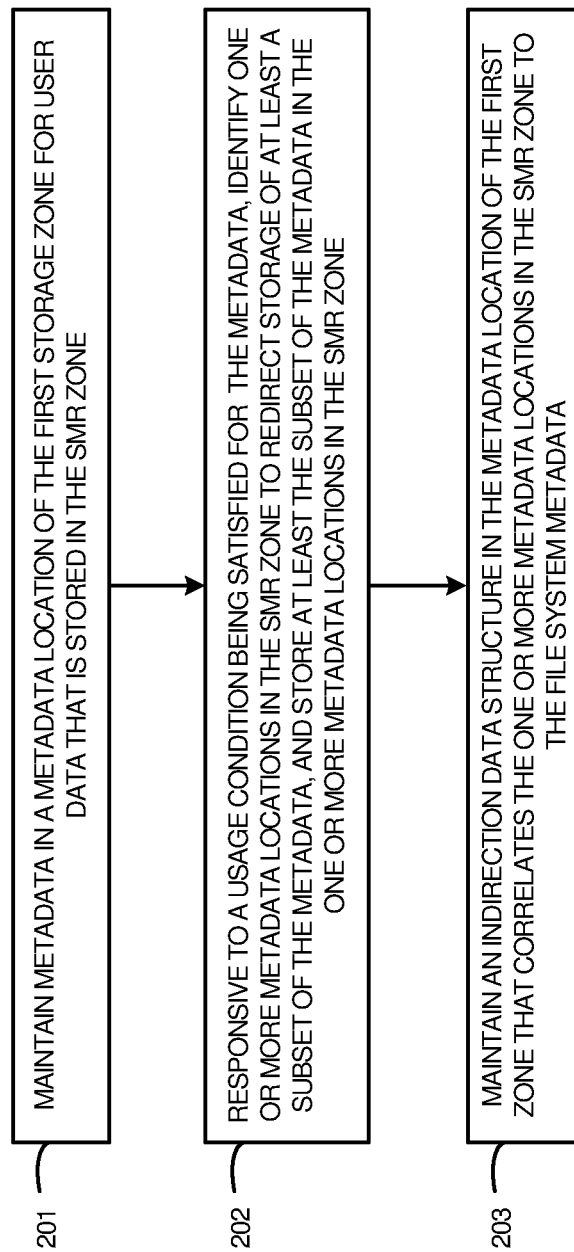 201
MAINTAIN METADATA IN A METADATA LOCATION OF THE FIRST STORAGE ZONE FOR USER
DATA THAT IS STORED IN THE SMR ZONE
202
RESPONSIVE TO A USAGE CONDITION BEING SATISFIED FOR THE METADATA, IDENTIFY ONE
OR MORE METADATA LOCATIONS IN THE SMR ZONE TO REDIRECT STORAGE OF AT LEAST A
SUBSET OF THE METADATA, AND STORE AT LEAST THE SUBSET OF THE METADATA IN THE
ONE OR MORE METADATA LOCATIONS IN THE SMR ZONE
203
MAINTAIN AN INDIRECTION DATA STRUCTURE IN THE METADATA LOCATION OF THE FIRST
ZONE THAT CORRELATES THE ONE OR MORE METADATA LOCATIONS IN THE SMR ZONE TO
THE FILE SYSTEM METADATA